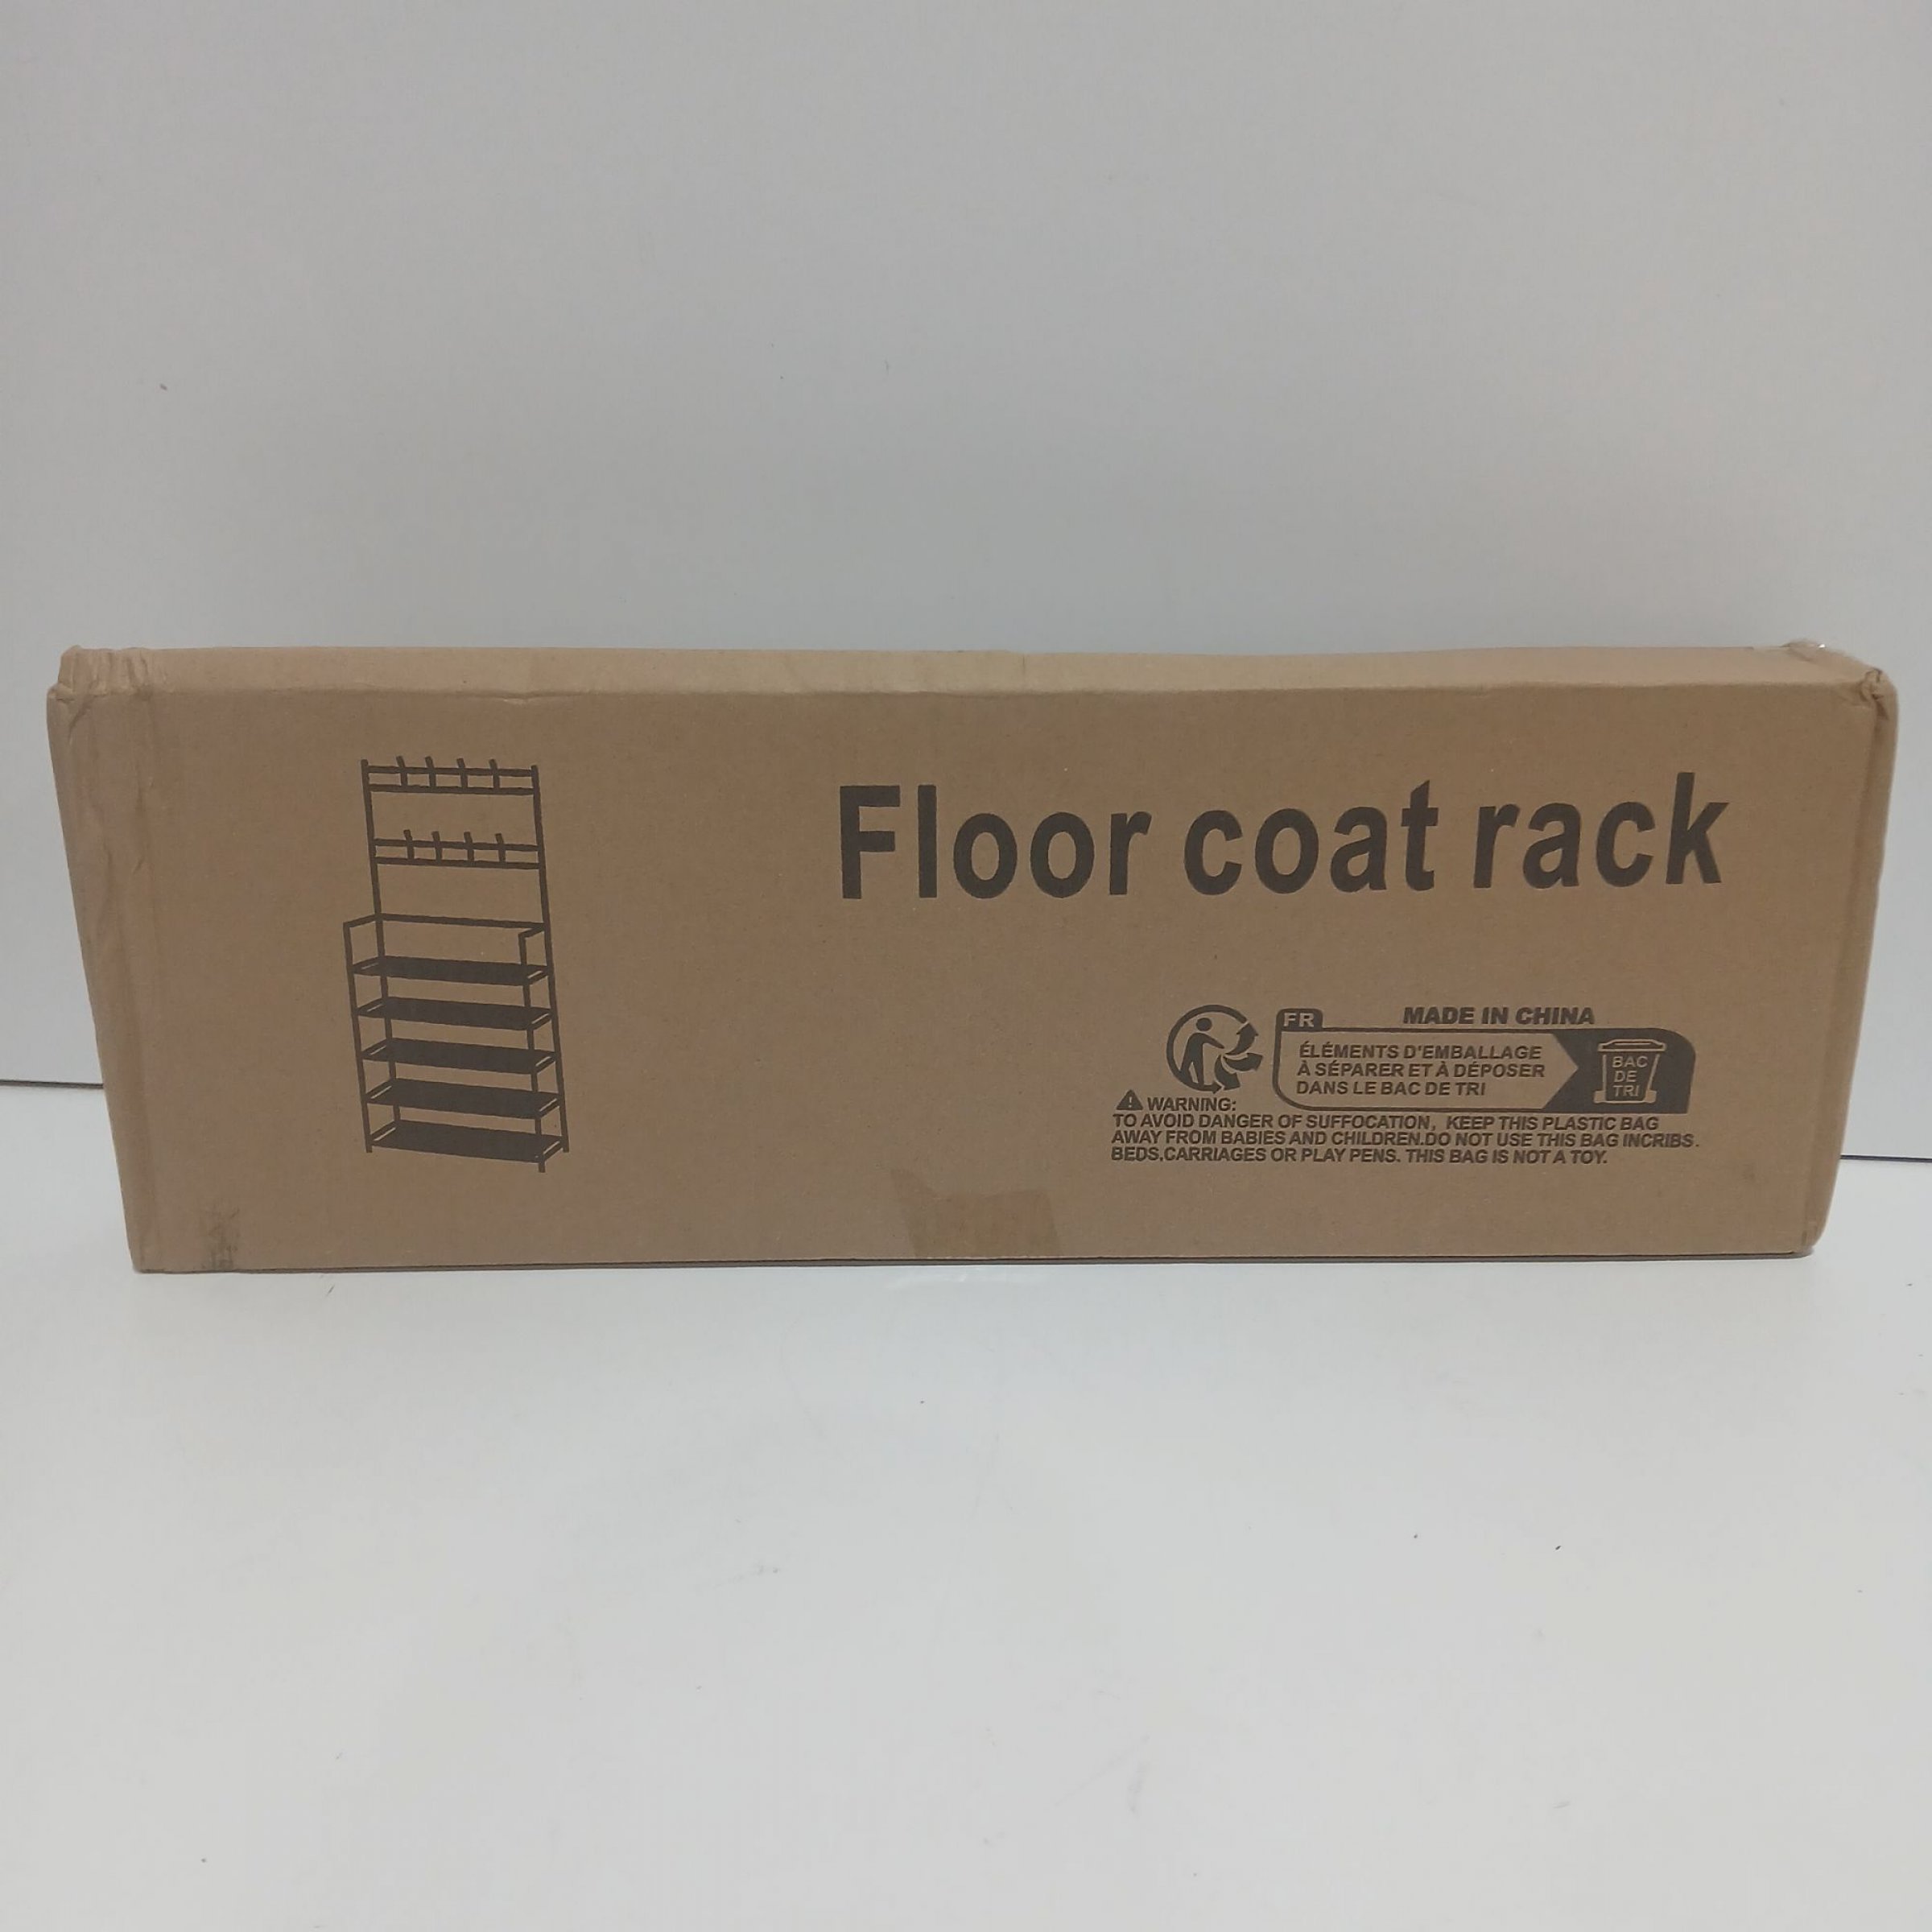 Floor coat rack
MADE IN CHINA
FR
ÉLÉMENTS D'EMBALLAGE
À SÉPARER ET À DÉPOSER
DANS LE BAC DE TRI
BAC
DE
TRI
WARNING:
TO AVOID DANGER OF SUFFOCATION, KEEP THIS PLASTIC BAG
AWAY FROM BABIES AND CHILDREN.DO NOT USE THIS BAG INCRIBS.
BEDS,CARRIAGES OR PLAY PENS. THIS BAG IS NOT A TOY.